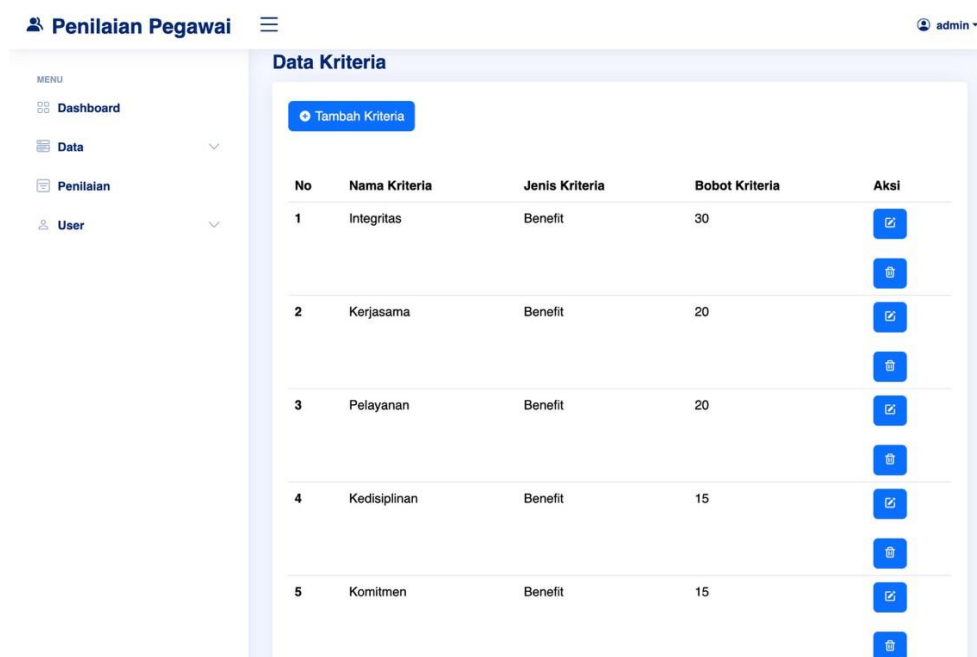 Penilaian Pegawai
admin
MENU
Dashboard
Data
Penilaian
User
Data Kriteria
Tambah Kriteria
No Nama Kriteria Jenis Kriteria Bobot Kriteria Aksi
1 Integritas Benefit 30
2 Kerjasama Benefit 20
3 Pelayanan Benefit 20
4 Kedisiplinan Benefit 15
5 Komitmen Benefit 15